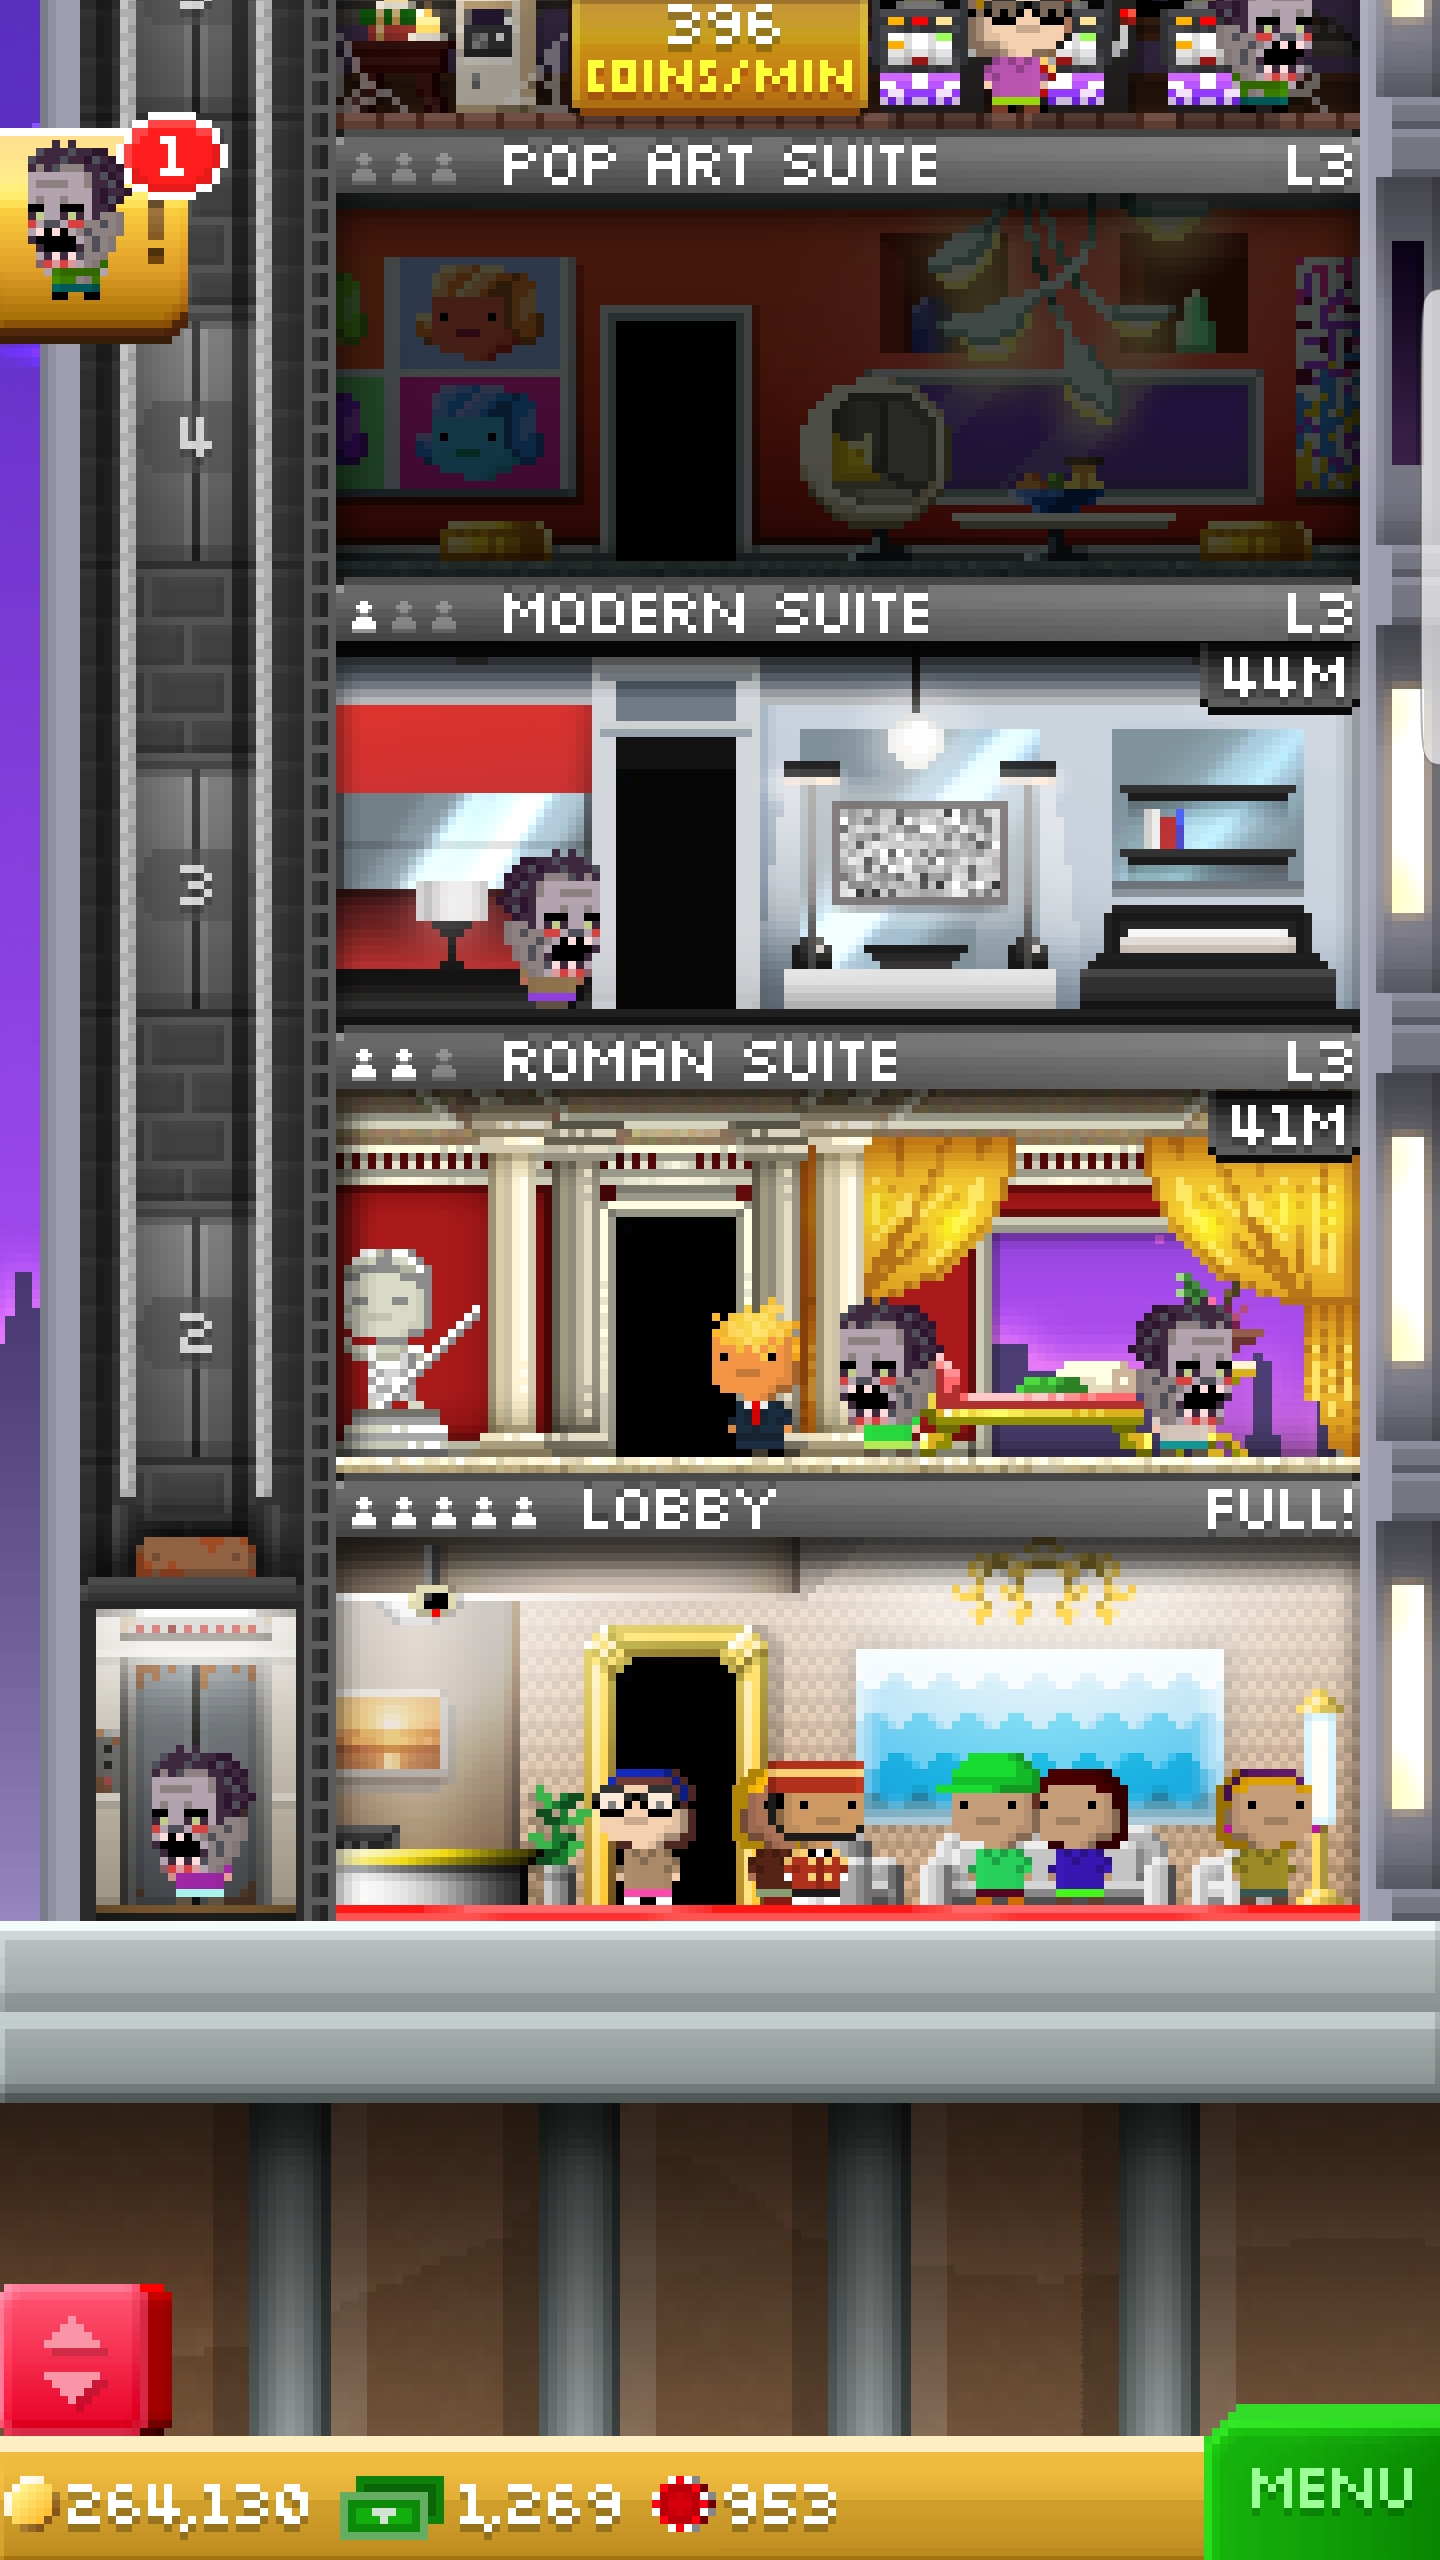 396
COINS/MIN
1
!
POP ART SUITE L3
4
MODERN SUITE L3
44M
3
ROMAN SUITE L3
41M
2
LOBBY FULL!
264,130 1,269 953
MENU